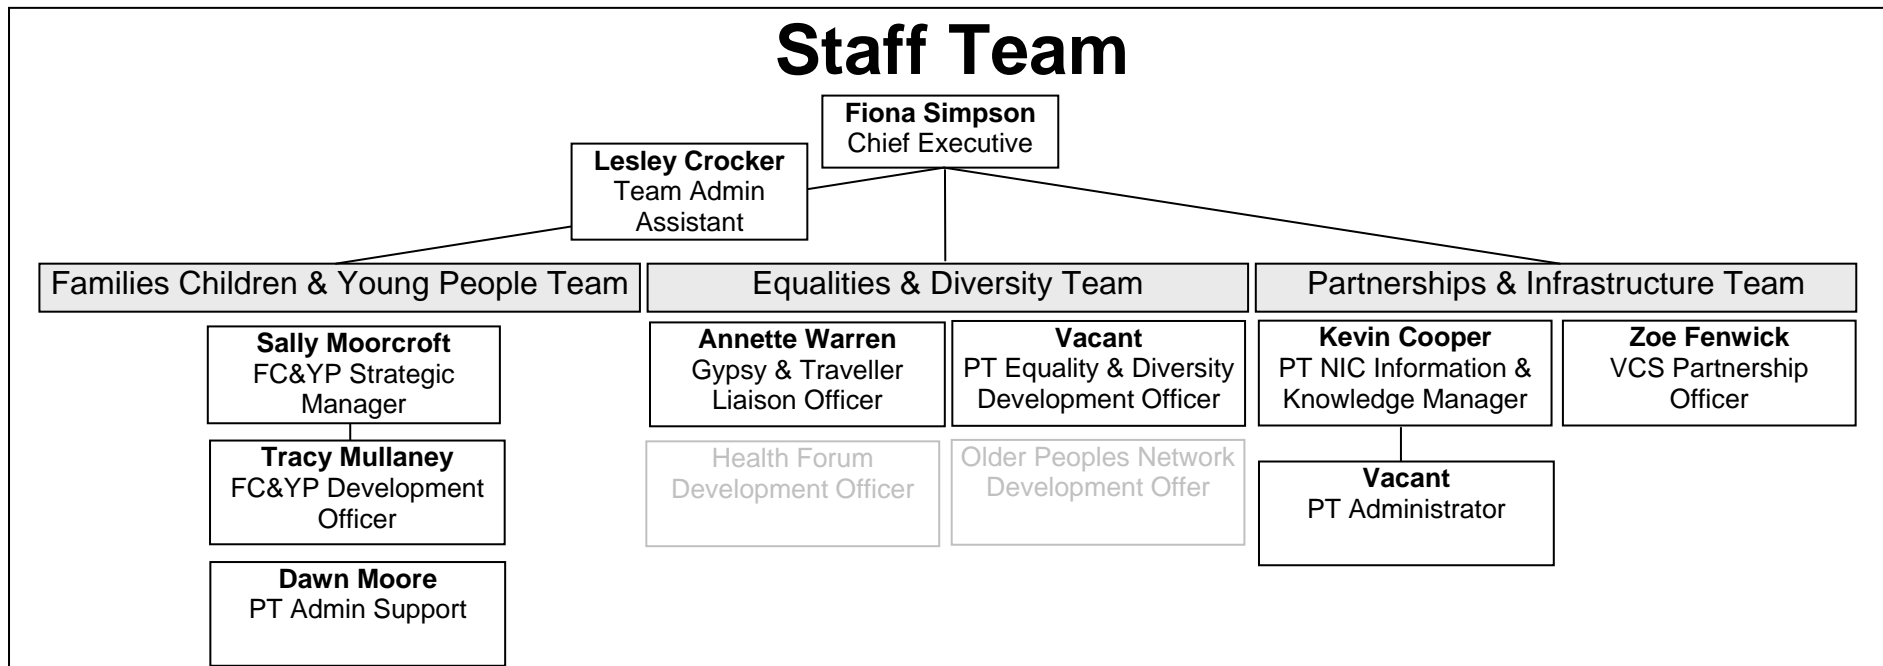 Staff Team
Fiona Simpson
Chief Executive
Lesley Crocker
Team Admin
Assistant
Families Children & Young People Team
Equalities & Diversity Team
Partnerships & Infrastructure Team
Sally Moorcroft
FC&YP Strategic
Manager
Tracy Mullaney
FC&YP Development
Officer
Dawn Moore
PT Admin Support
Annette Warren
Gypsy & Traveller
Liaison Officer
Vacant
PT Equality & Diversity
Development Officer
Health Forum
Development Officer
Older Peoples Network
Development Offer
Kevin Cooper
PT NIC Information &
Knowledge Manager
Zoe Fenwick
VCS Partnership
Officer
Vacant
PT Administrator